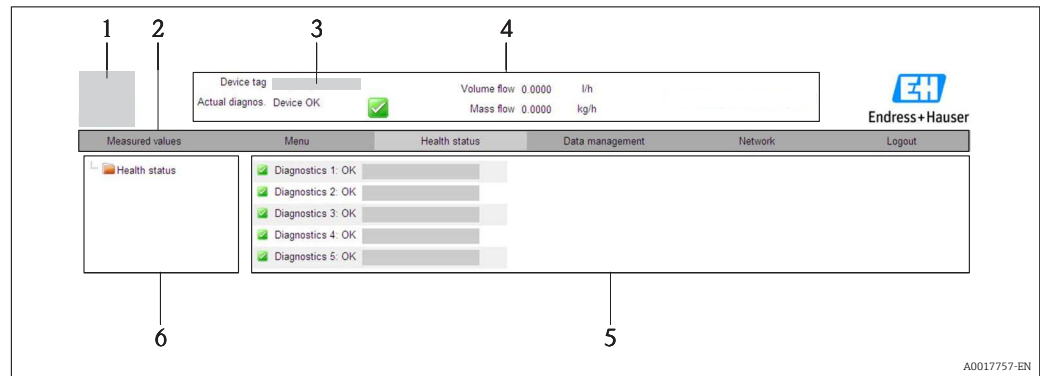 1 2 3 4
Device tag
Volume flow 0.0000 l/h
Actual diagnos. Device OK
Mass flow 0.0000 kg/h
EH
Endress+Hauser
Measured values Menu Health status Data management Network Logout
Health status
Diagnostics 1: OK
Diagnostics 2: OK
Diagnostics 3: OK
Diagnostics 4: OK
Diagnostics 5: OK
6 5
A0017757-EN